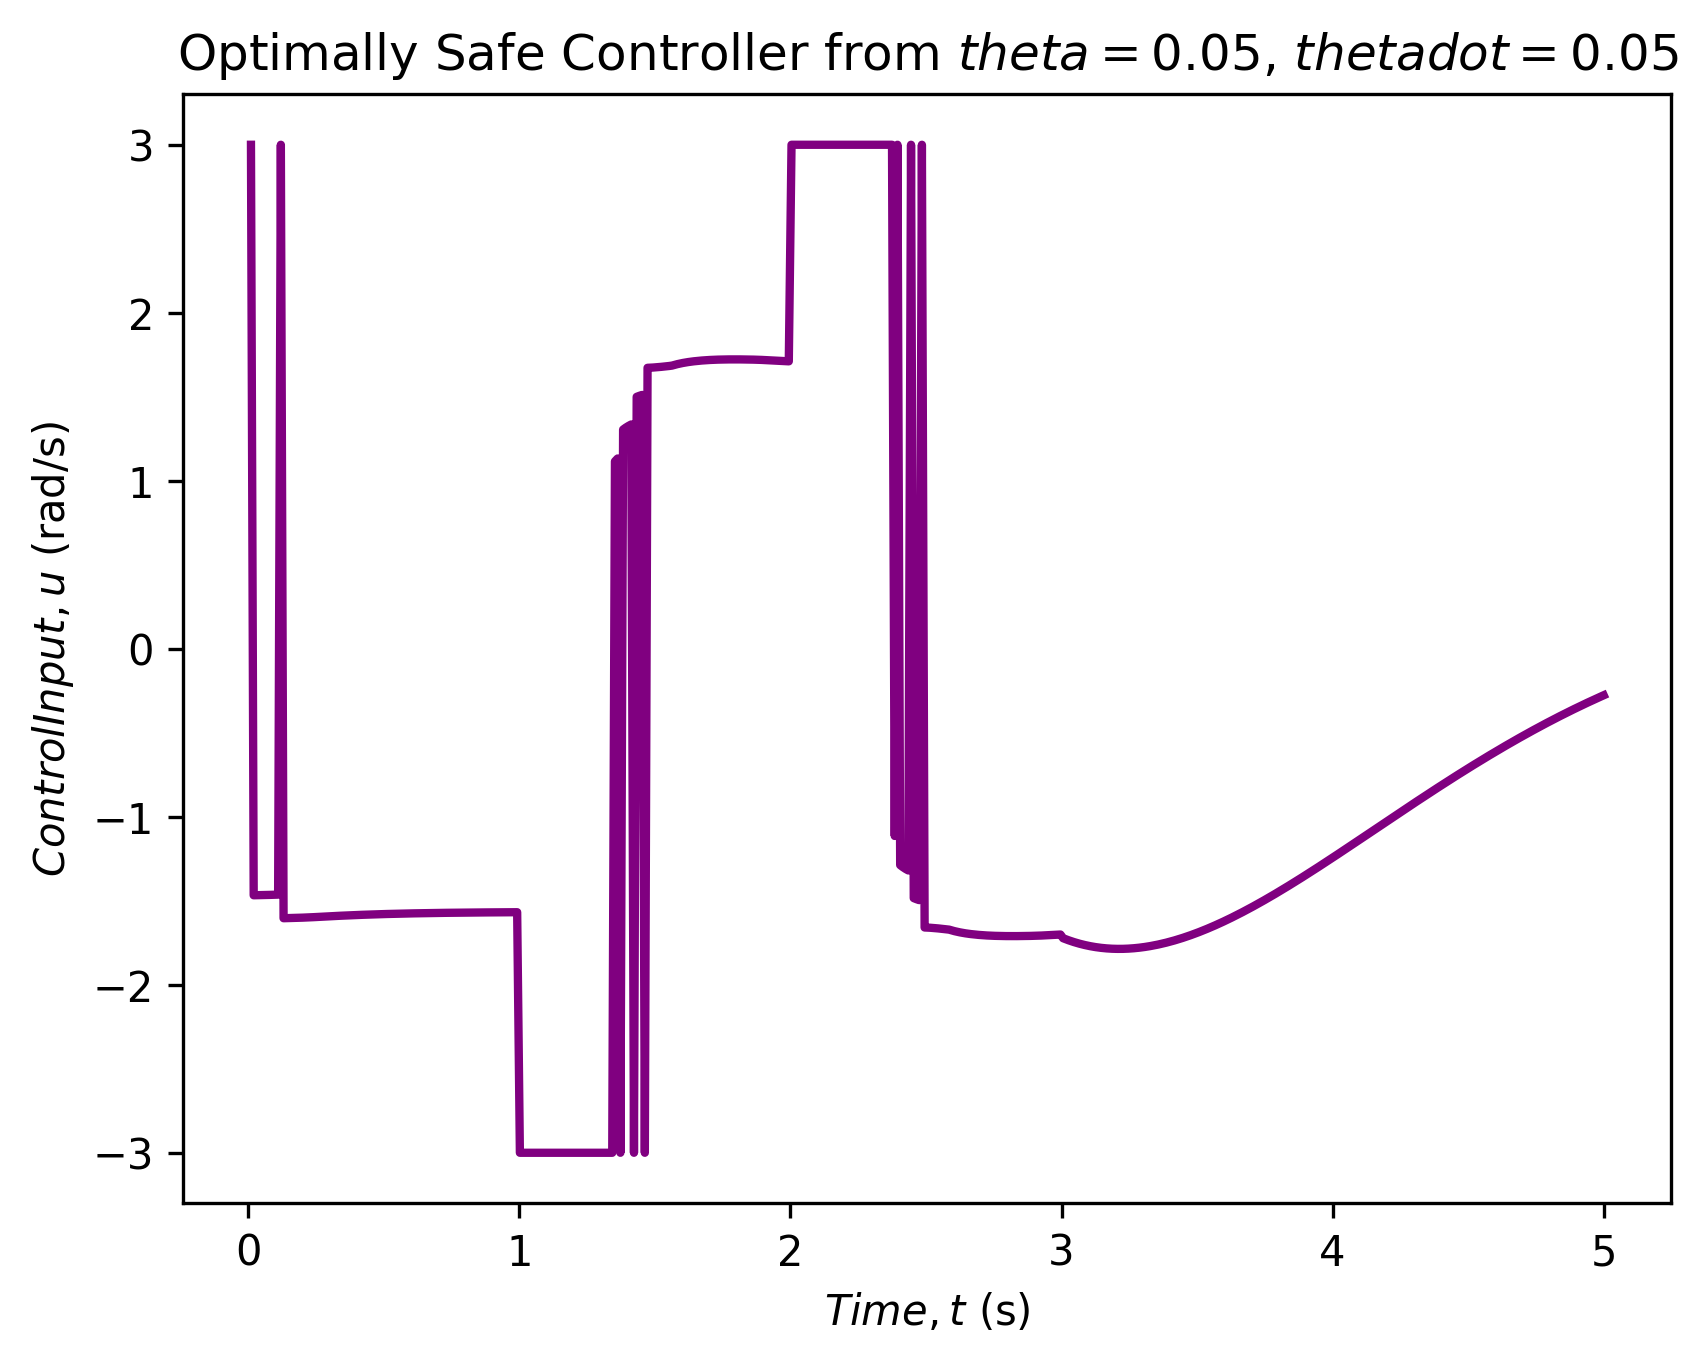 Optimally Safe Controller from theta = 0.05, thetadot = 0.05
ControlInput, u (rad/s)
3
2
1
0
−1
−2
−3
0 1 2 3 4 5
Time, t (s)